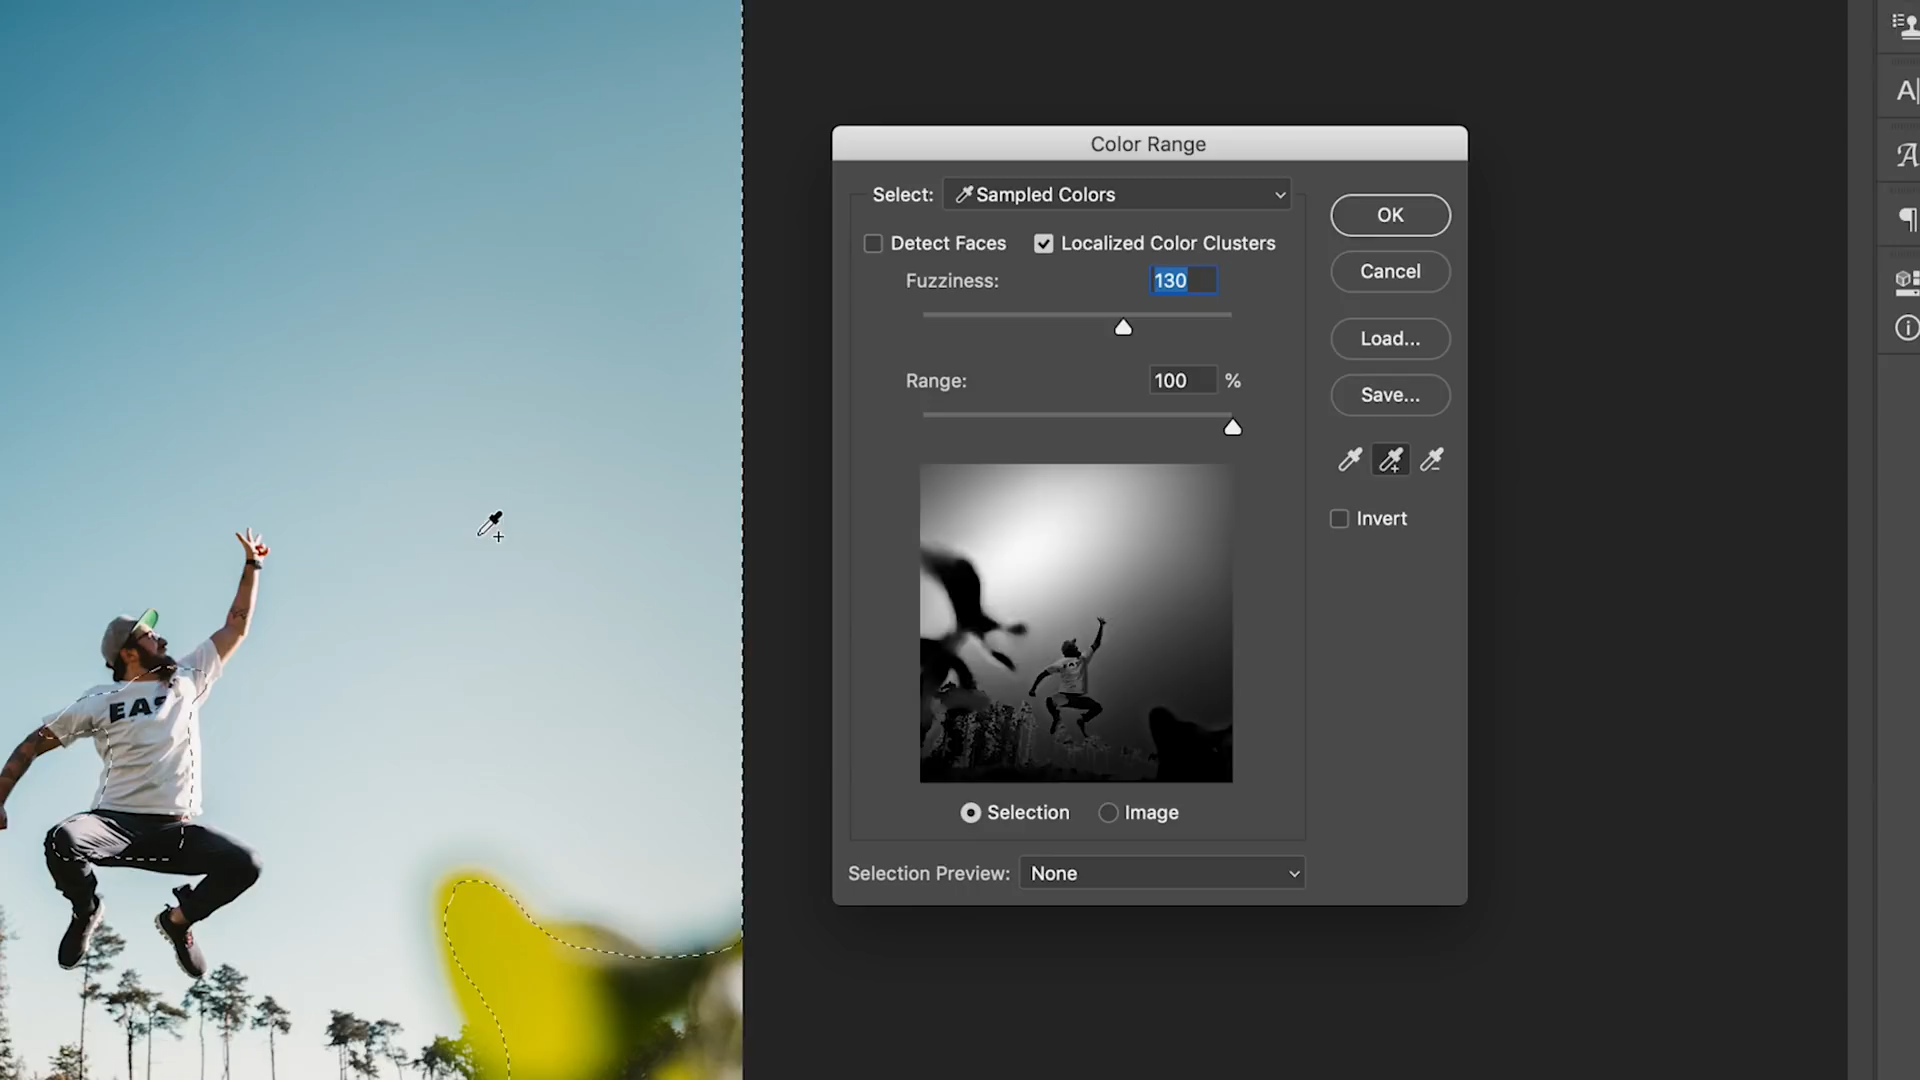 Color Range
Select: Sampled Colors
Detect Faces Localized Color Clusters
Fuzziness: 130
Range: 100 %
Selection Image
Selection Preview: None
OK
Cancel
Load...
Save...
Invert
EAS